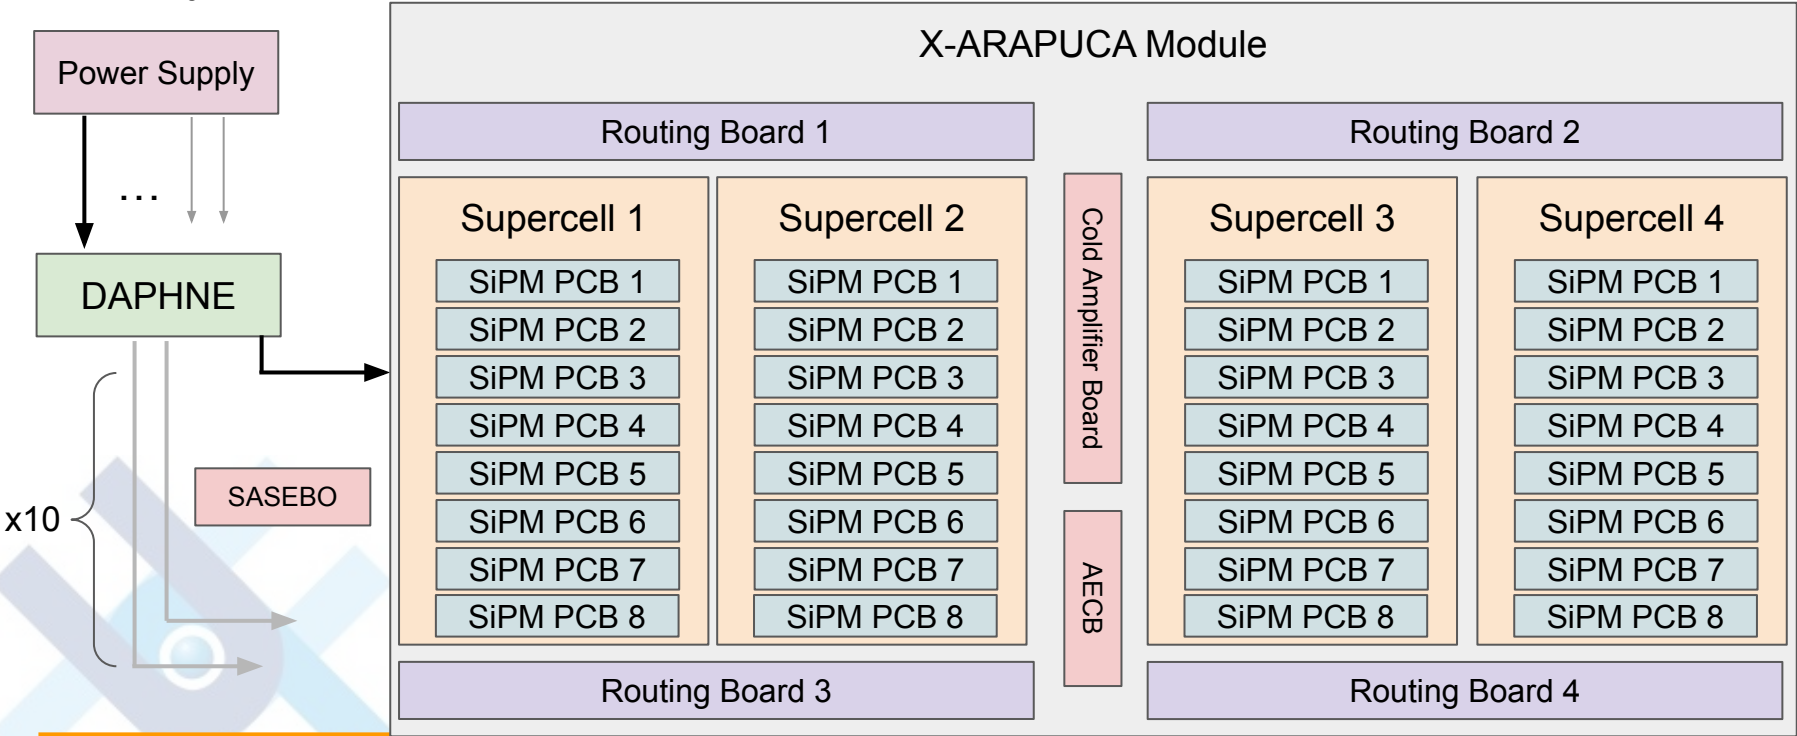 X-ARAPUCA Module
Power Supply
...
DAPHNE
x10
SASEBO
Routing Board 1
Routing Board 2
Supercell 1
SiPM PCB 1
SiPM PCB 2
SiPM PCB 3
SiPM PCB 4
SiPM PCB 5
SiPM PCB 6
SiPM PCB 7
SiPM PCB 8
Supercell 2
SiPM PCB 1
SiPM PCB 2
SiPM PCB 3
SiPM PCB 4
SiPM PCB 5
SiPM PCB 6
SiPM PCB 7
SiPM PCB 8
Cold Amplifier Board
AECB
Supercell 3
SiPM PCB 1
SiPM PCB 2
SiPM PCB 3
SiPM PCB 4
SiPM PCB 5
SiPM PCB 6
SiPM PCB 7
SiPM PCB 8
Supercell 4
SiPM PCB 1
SiPM PCB 2
SiPM PCB 3
SiPM PCB 4
SiPM PCB 5
SiPM PCB 6
SiPM PCB 7
SiPM PCB 8
Routing Board 3
Routing Board 4